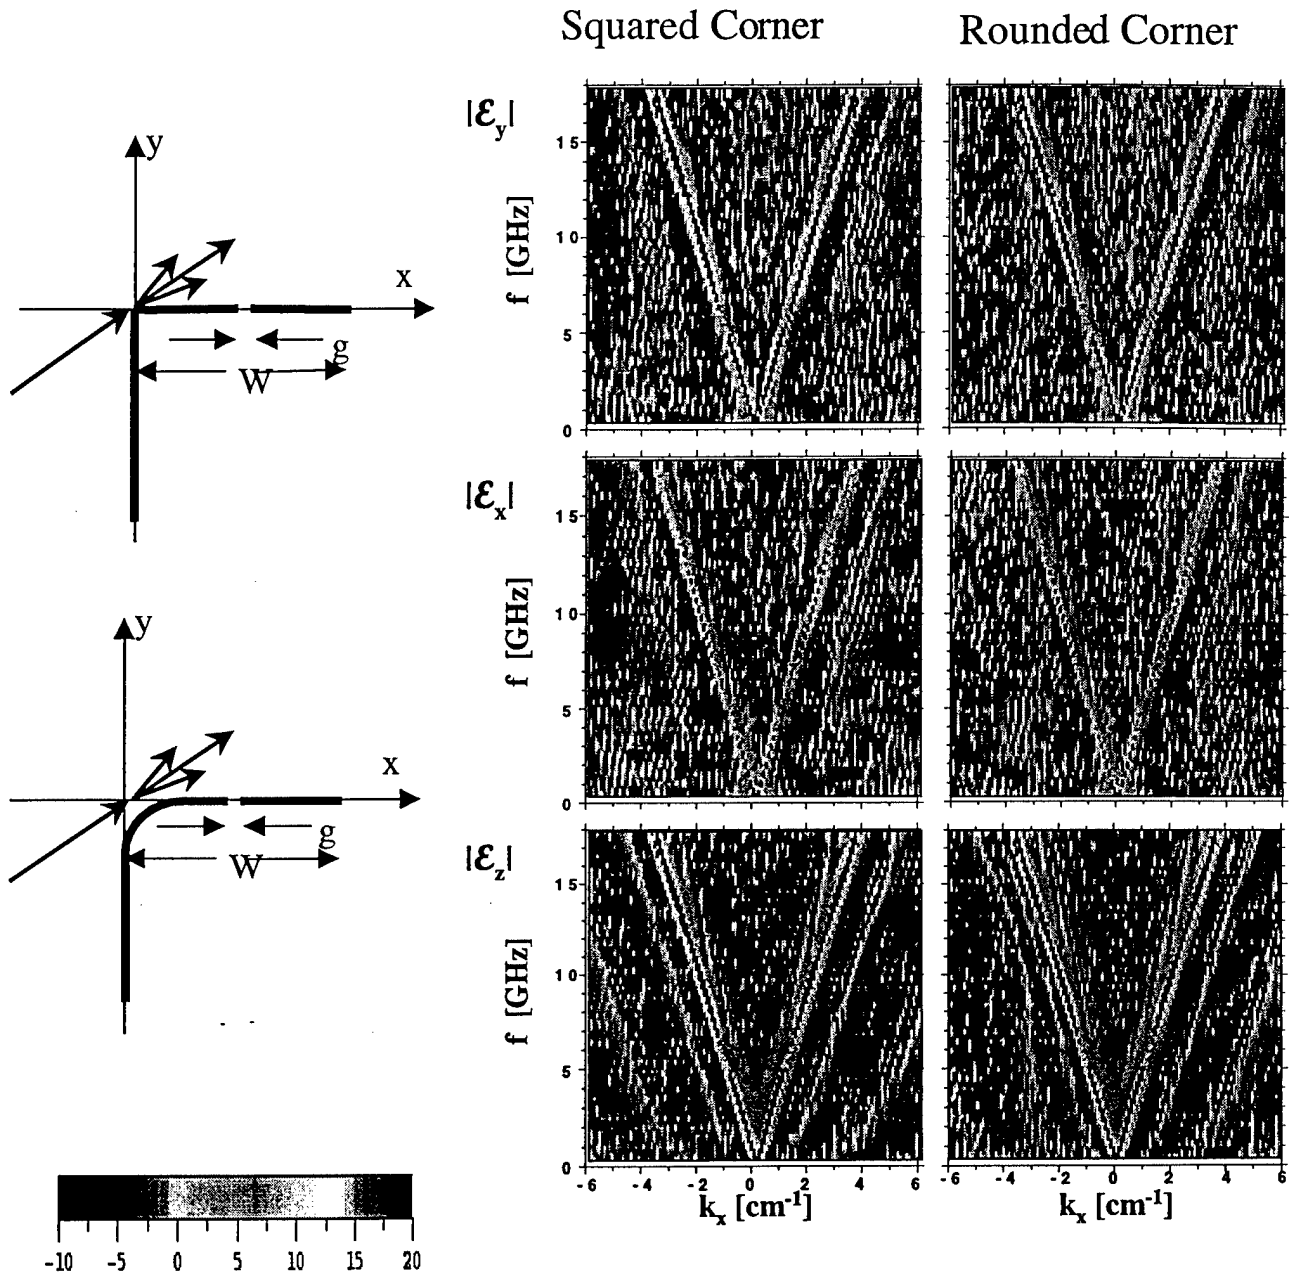 Squared Corner
Rounded Corner
y
x
g
W
y
x
g
W
-10 -5 0 5 10 15 20
|ℰy|
f [GHz]
15
10
5
0
|ℰx|
f [GHz]
15
10
5
0
|ℰz|
f [GHz]
15
10
5
0
-6 -4 -2 0 2 4 6
kx [cm-1]
-6 -4 -2 0 2 4 6
kx [cm-1]